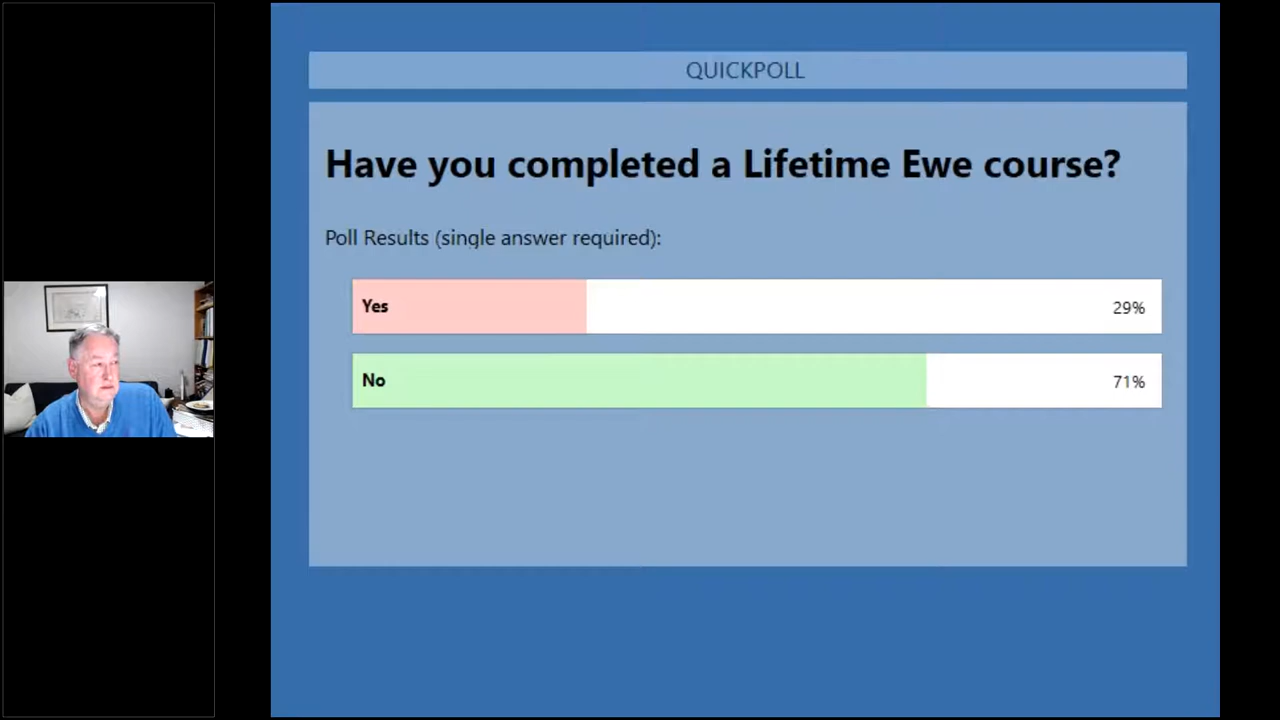 QUICKPOLL
Have you completed a Lifetime Ewe course?
Poll Results (single answer required):
Yes 29%
No 71%